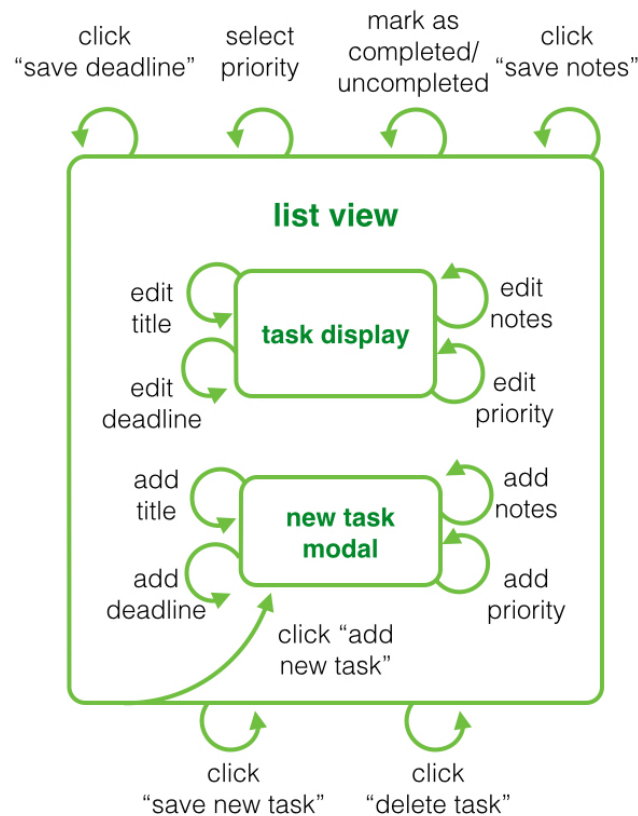 click
“save deadline”
select
priority
mark as
completed/
uncompleted
click
“save notes”
list view
edit
title
task display
edit
notes
edit
deadline
edit
priority
add
title
new task
modal
add
notes
add
deadline
add
priority
click “add
new task”
click
“save new task”
click
“delete task”